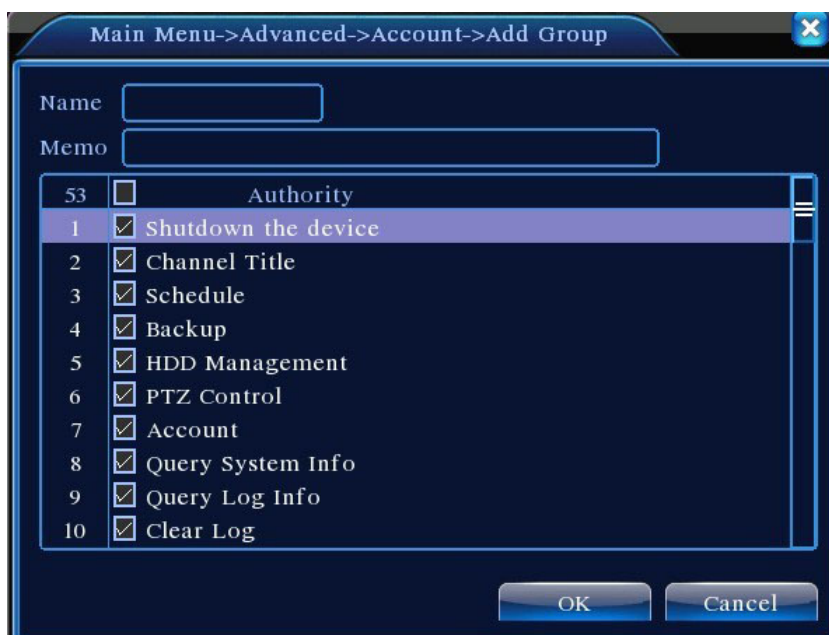 Main Menu->Advanced->Account->Add Group
Name
Memo
53 Authority
1 Shutdown the device
2 Channel Title
3 Schedule
4 Backup
5 HDD Management
6 PTZ Control
7 Account
8 Query System Info
9 Query Log Info
10 Clear Log
OK Cancel